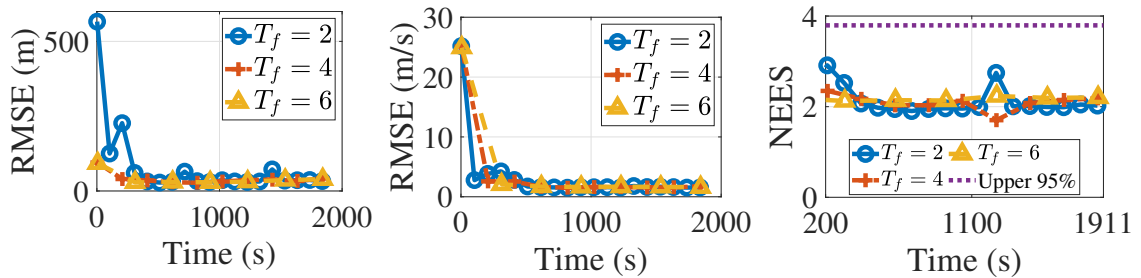 RMSE (m)
500
0
0
1000
2000
Time (s)
T_f = 2
T_f = 4
T_f = 6
RMSE (m/s)
30
20
10
0
0
1000
2000
Time (s)
T_f = 2
T_f = 4
T_f = 6
NEES
4
2
0
200
1100
1911
Time (s)
T_f = 2
T_f = 6
T_f = 4
Upper 95%